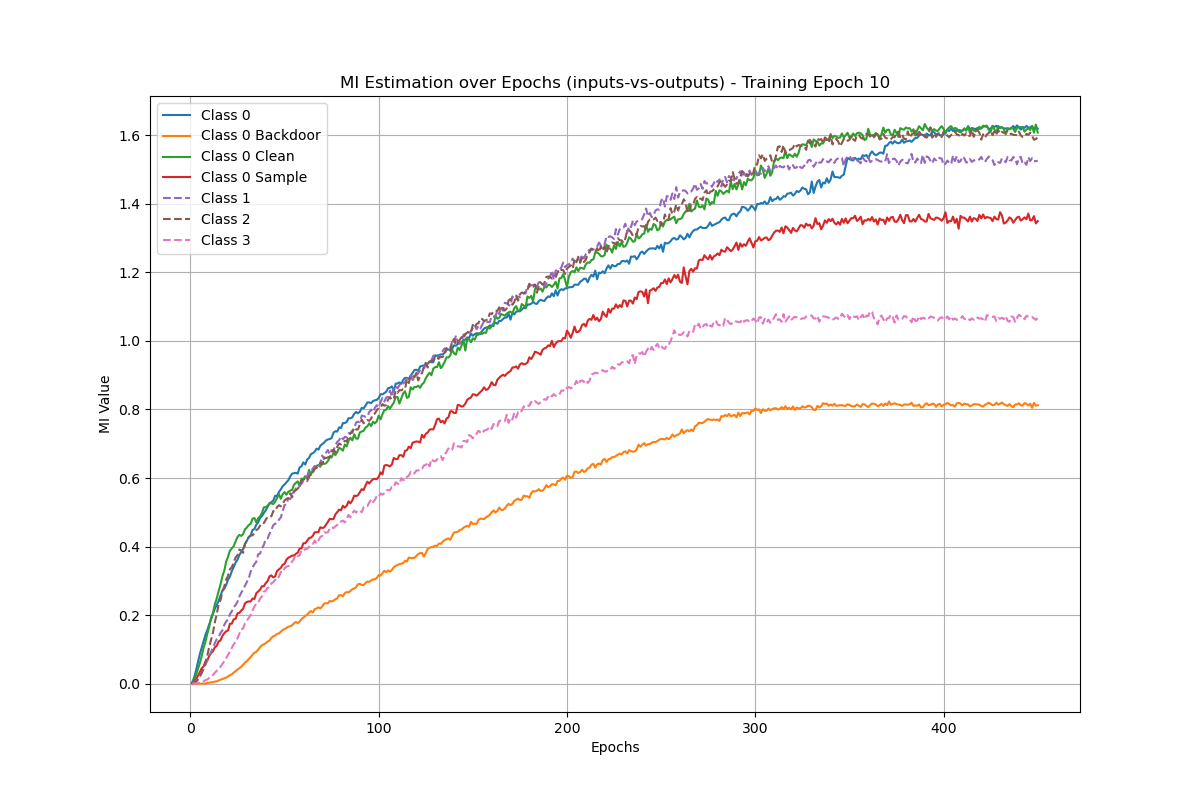 MI Estimation over Epochs (inputs-vs-outputs) - Training Epoch 10
Class 0
Class 0 Backdoor
Class 0 Clean
Class 0 Sample
Class 1
Class 2
Class 3
MI Value
1.6
1.4
1.2
1.0
0.8
0.6
0.4
0.2
0.0
0 100 200 300 400
Epochs